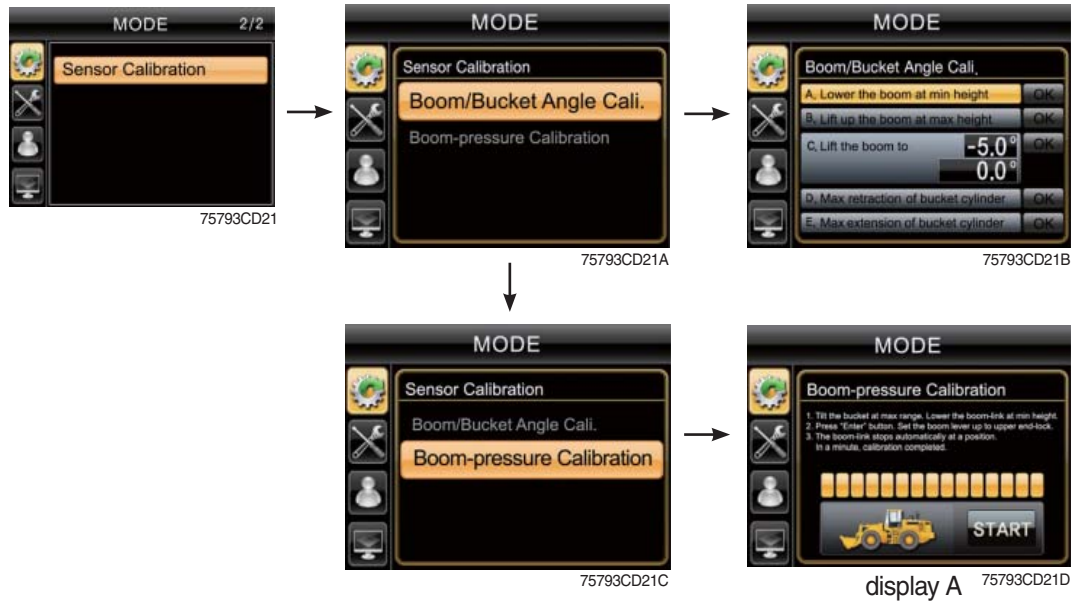 MODE 2/2
Sensor Calibration
75793CD21
MODE
Sensor Calibration
Boom/Bucket Angle Cali.
Boom-pressure Calibration
75793CD21A
MODE
Boom/Bucket Angle Cali.
A, Lower the boom at min height OK
B, Lift up the boom at max height OK
C, Lift the boom to -5.0° OK
0.0°
D, Max retraction of bucket cylinder OK
E, Max extension of bucket cylinder OK
75793CD21B
MODE
Sensor Calibration
Boom/Bucket Angle Cali.
Boom-pressure Calibration
75793CD21C
MODE
Boom-pressure Calibration
1. Tilt the bucket at max range. Lower the boom-link at min height.
2. Press "Enter" button. Set the boom lever up to upper end-lock.
3. The boom-link stops automatically at a position.
In a minute, calibration completed.
START
display A 75793CD21D